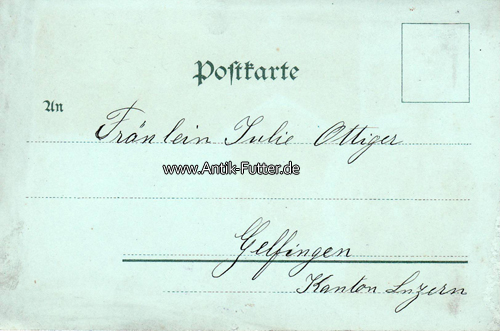 Postkarte
An
Fräulein Julie Ottiger
www.Antik-Futter.de
Gelfingen
Kanton Luzern